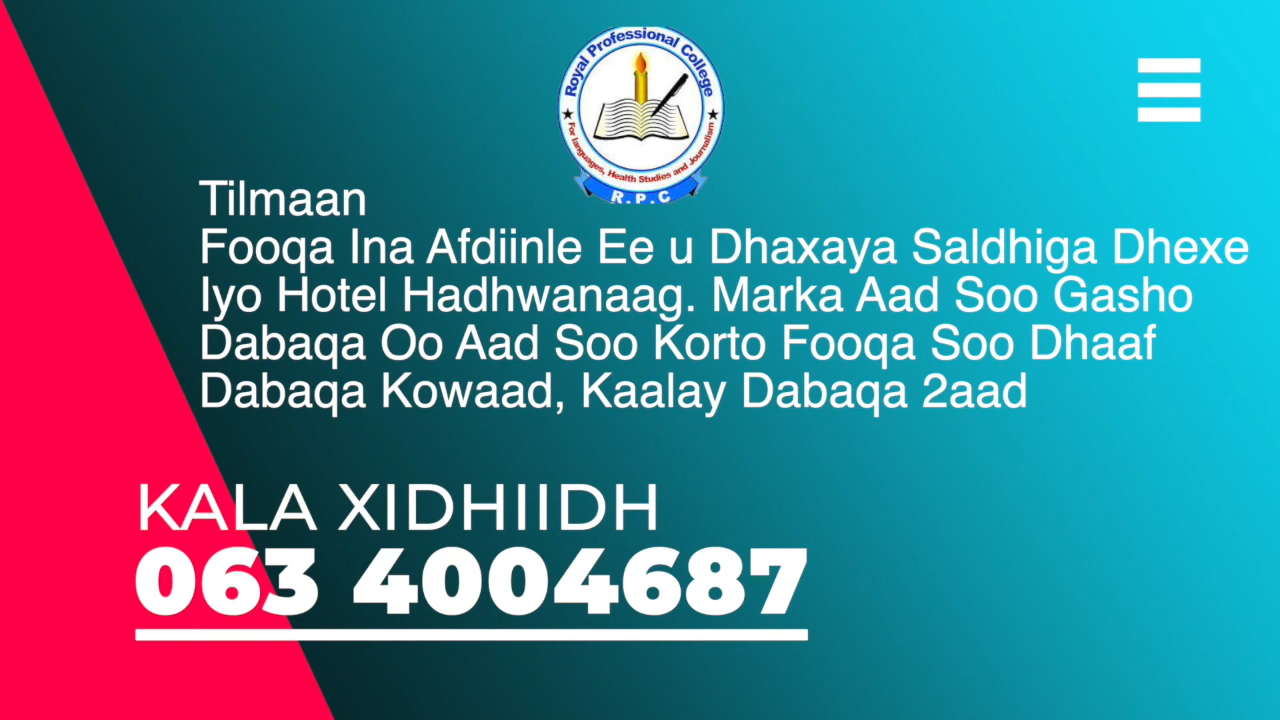 Royal Professional College
For languages, Health Studies and Journalism
R.P.C
Tilmaan
Fooqa Ina Afdiinle Ee u Dhaxaya Saldhiga Dhexe
Iyo Hotel Hadhwanaag. Marka Aad Soo Gasho
Dabaqa Oo Aad Soo Korto Fooqa Soo Dhaaf
Dabaqa Kowaad, Kaalay Dabaqa 2aad
KALA XIDHIIDH
063 4004687